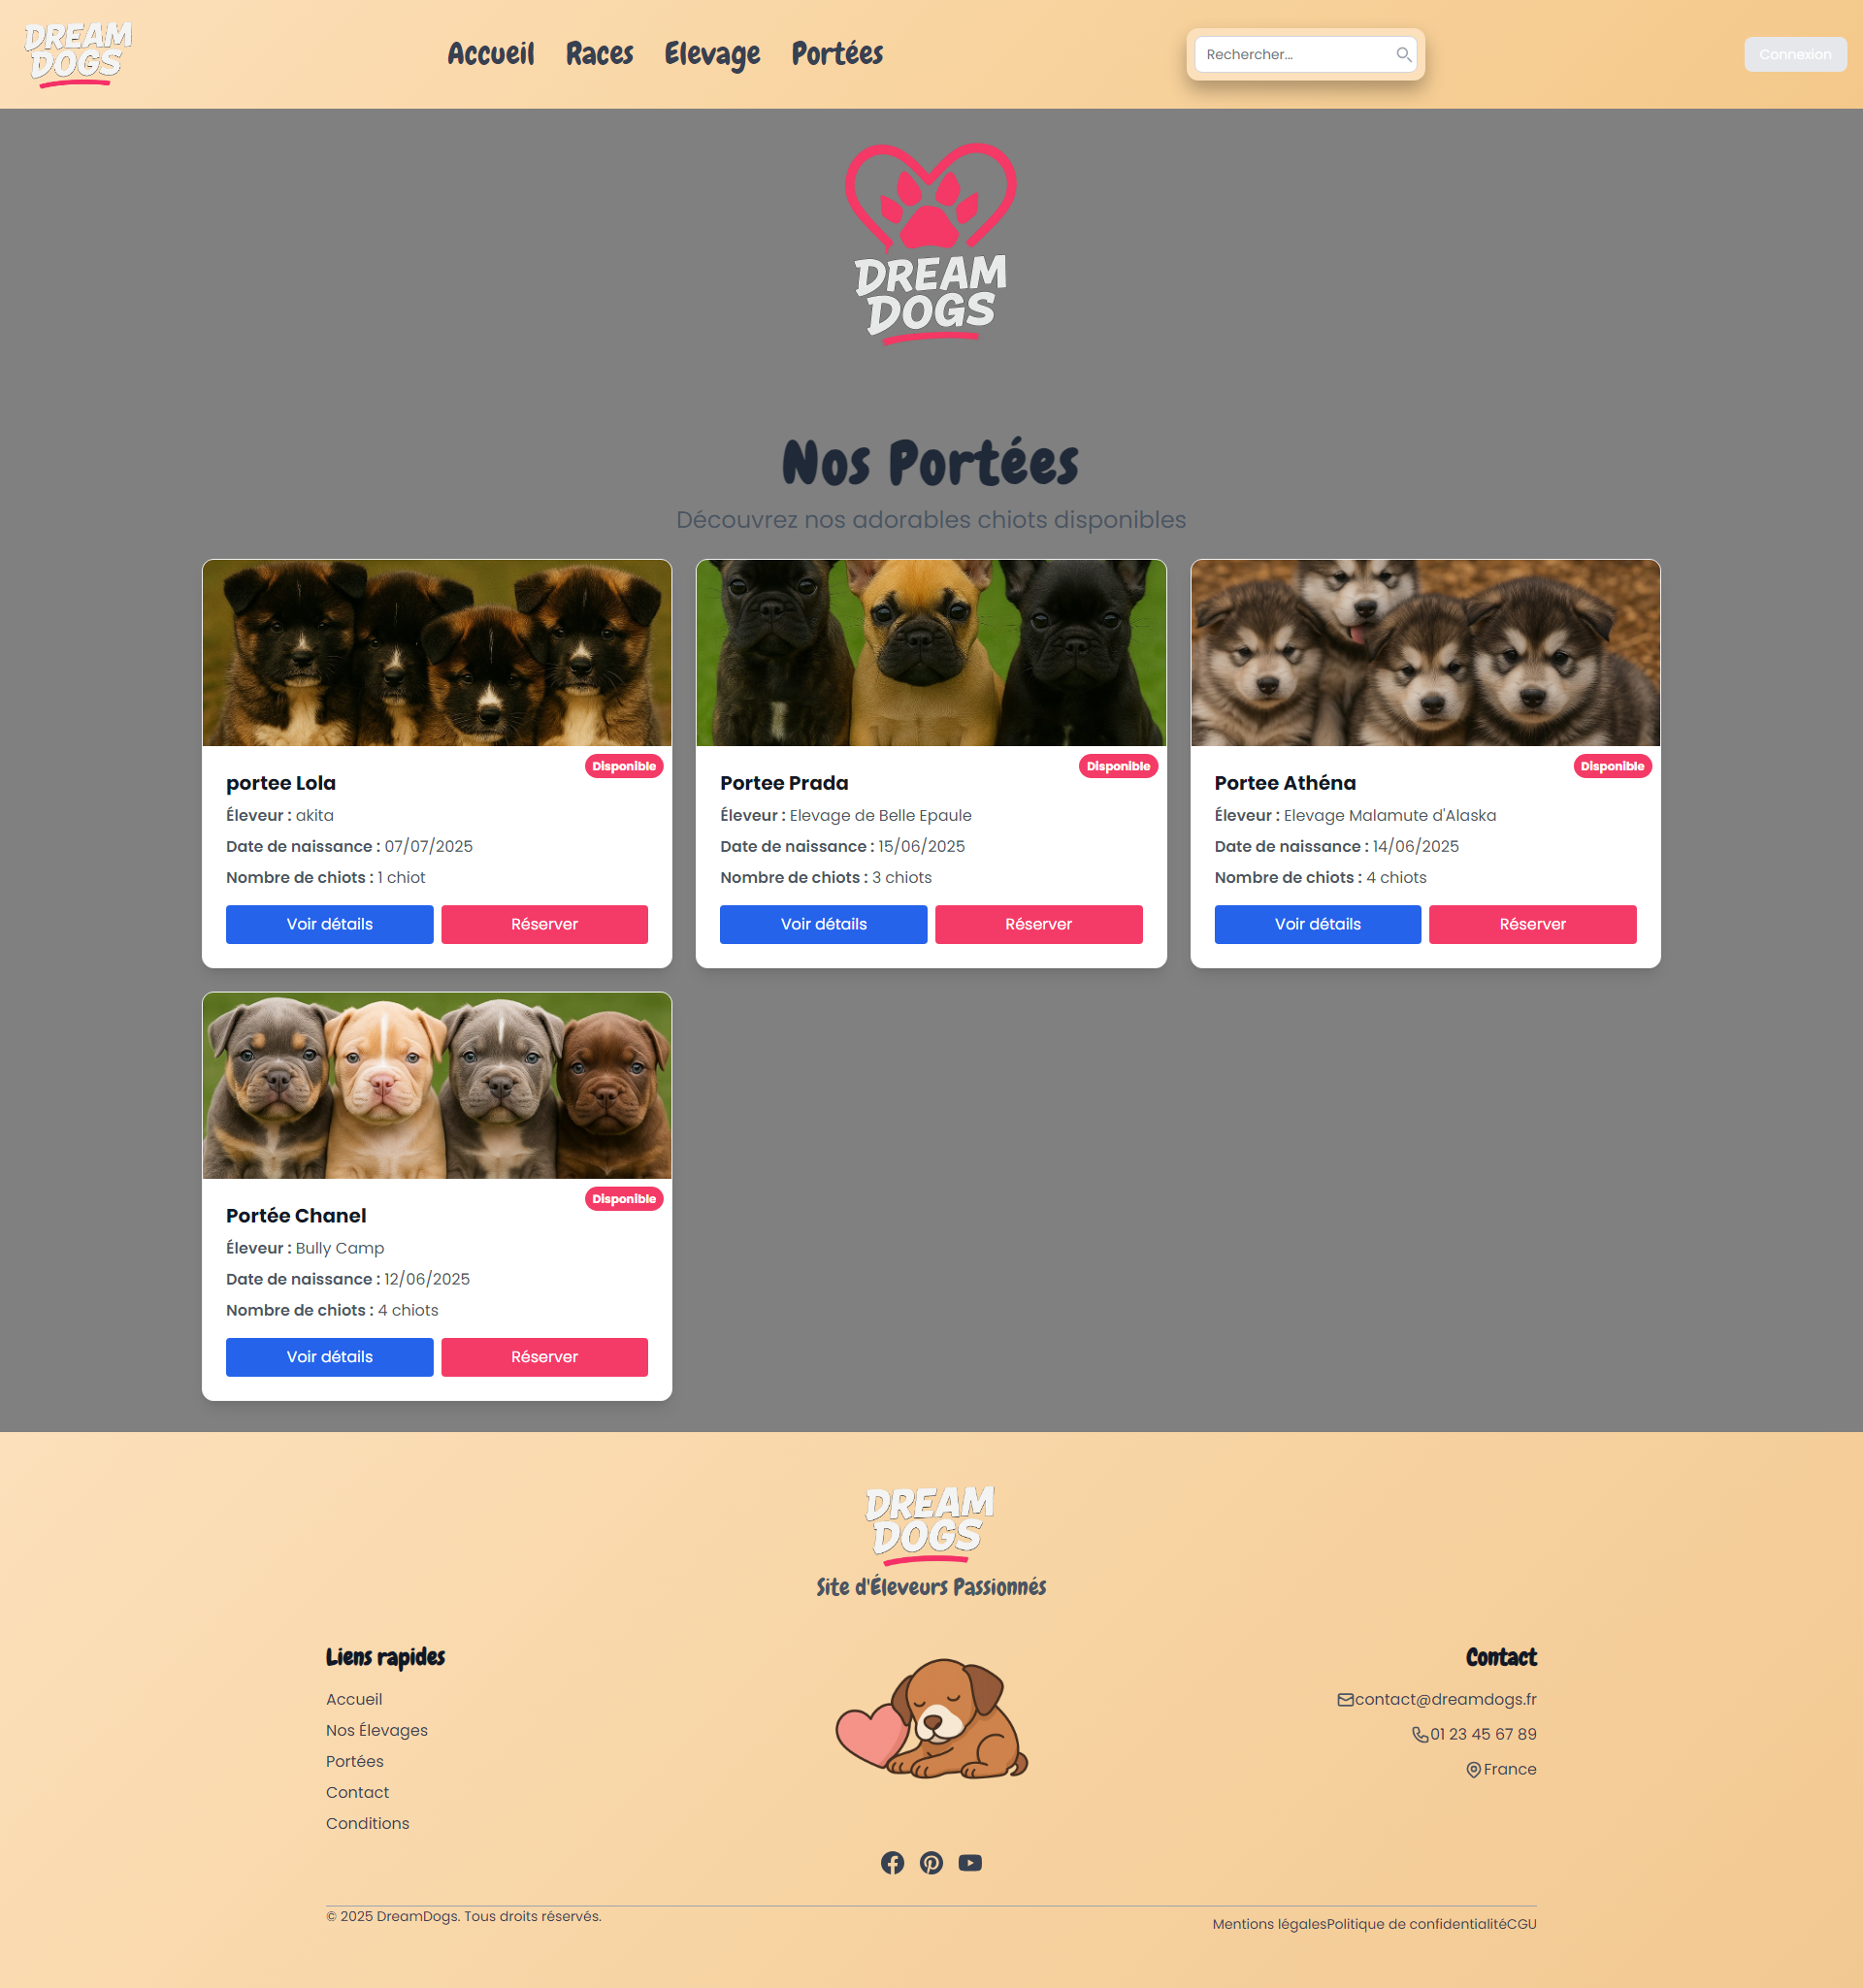 DREAM
DOGS
Accueil Races Elevage Portées
Rechercher...
Connexion
DREAM
DOGS
Nos Portées
Découvrez nos adorables chiots disponibles
Disponible
portee Lola
Éleveur : akita
Date de naissance : 07/07/2025
Nombre de chiots : 1 chiot
Voir détails Réserver
Disponible
Portee Prada
Éleveur : Elevage de Belle Epaule
Date de naissance : 15/06/2025
Nombre de chiots : 3 chiots
Voir détails Réserver
Disponible
Portee Athéna
Éleveur : Elevage Malamute d'Alaska
Date de naissance : 14/06/2025
Nombre de chiots : 4 chiots
Voir détails Réserver
Disponible
Portée Chanel
Éleveur : Bully Camp
Date de naissance : 12/06/2025
Nombre de chiots : 4 chiots
Voir détails Réserver
DREAM
DOGS
Site d'Éleveurs Passionnés
Liens rapides
Accueil
Nos Élevages
Portées
Contact
Conditions
Contact
contact@dreamdogs.fr
01 23 45 67 89
France
© 2025 DreamDogs. Tous droits réservés.
Mentions légalesPolitique de confidentialitéCGU